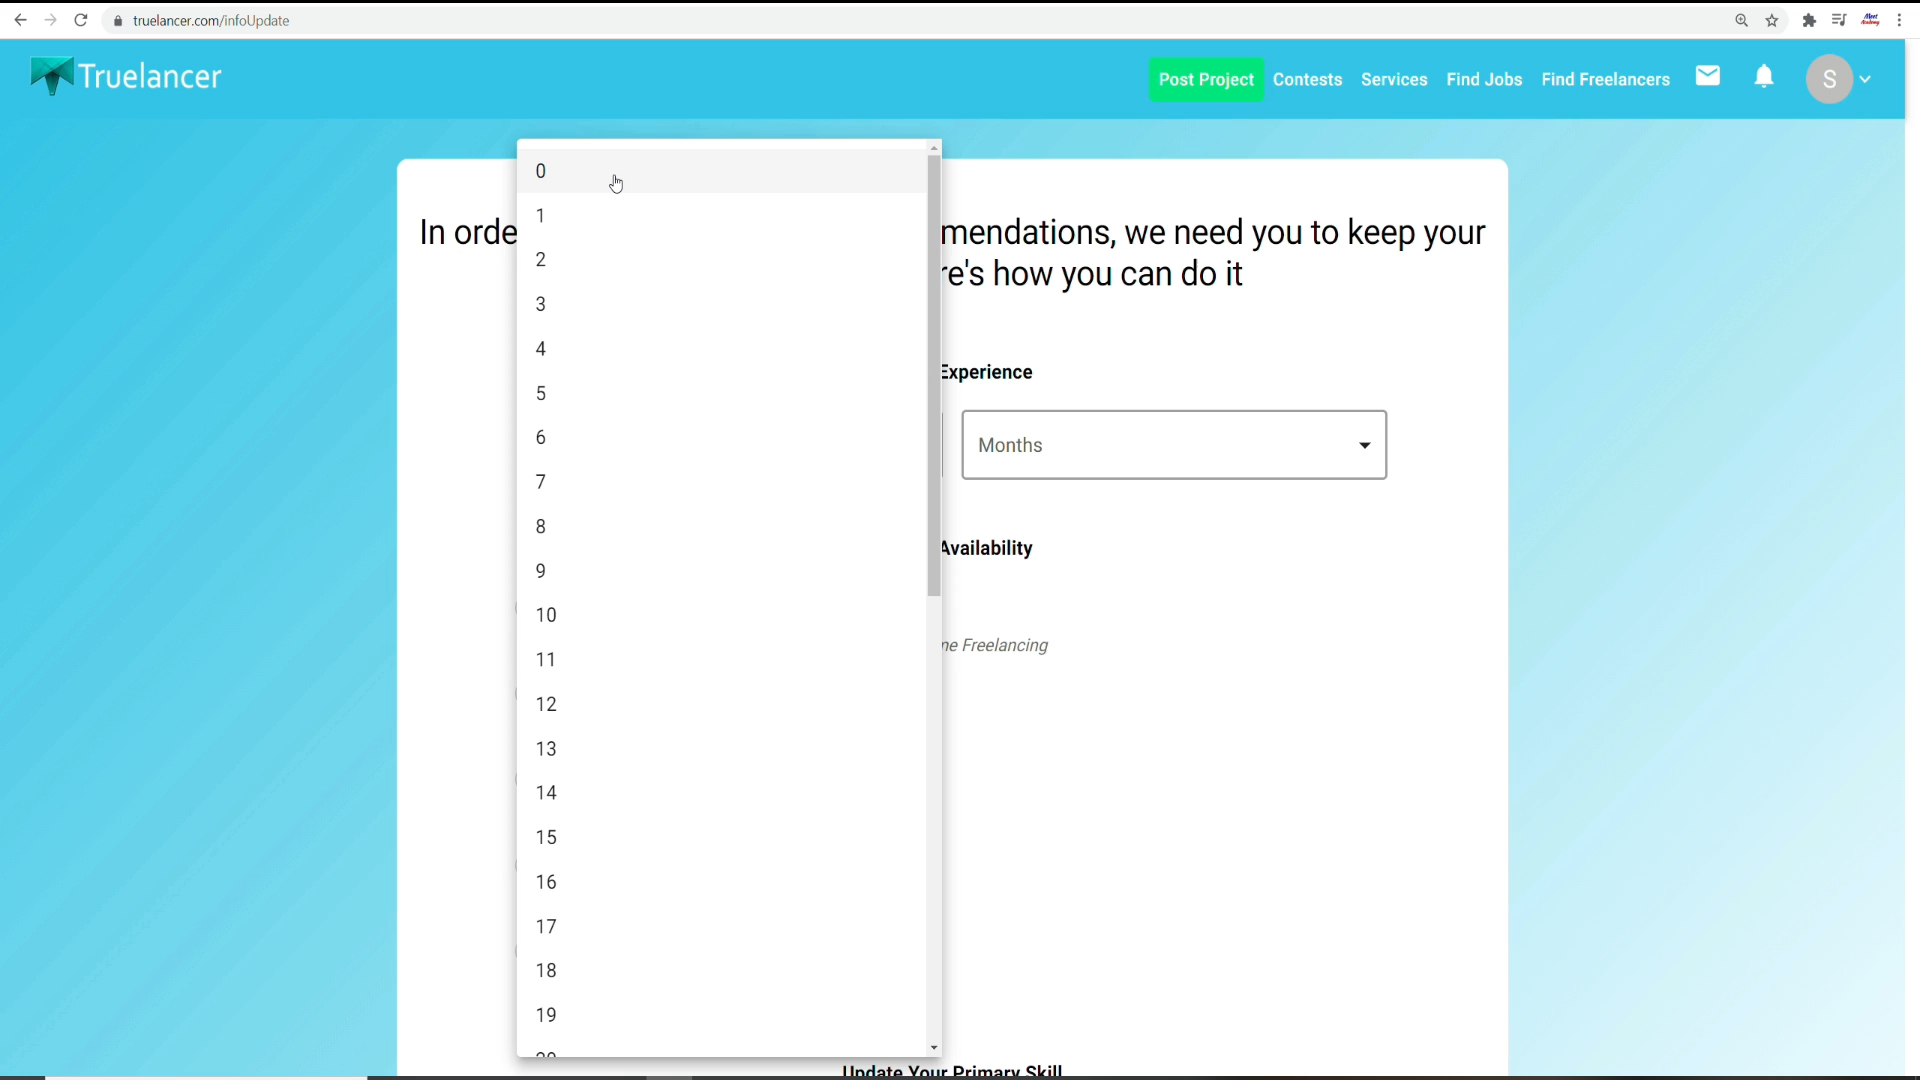 truelancer.com/infoUpdate
Truelancer
Post Project Contests Services Find Jobs Find Freelancers S
In orde mendations, we need you to keep your
re's how you can do it
0
1
2
3
4
5
6
7
8
9
10
11
12
13
14
15
16
17
18
19
20
Experience
Months
Availability
me Freelancing
Update Your Primary Skill